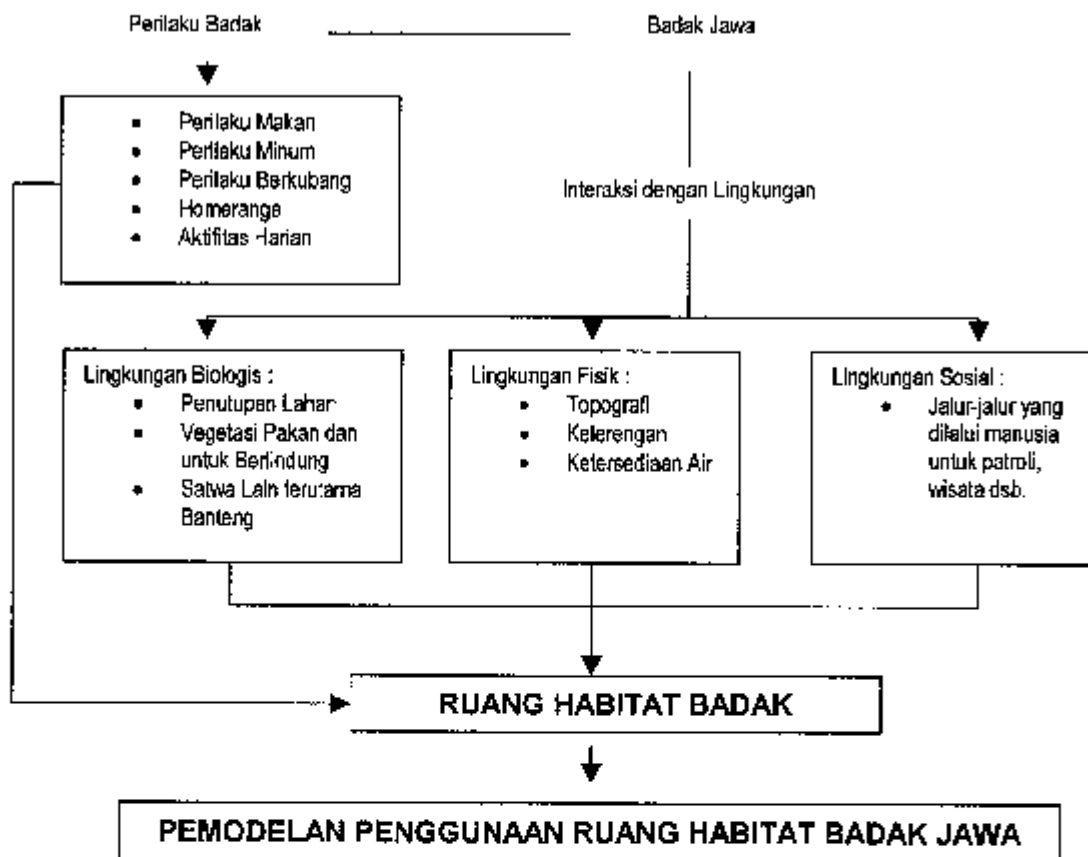 Perilaku Badak
Badak Jawa
• Perilaku Makan
• Perilaku Minum
• Perilaku Berkubang
• Homerange
• Aktifitas Harian
Interaksi dengan Lingkungan
Lingkungan Biologis :
• Penutupan Lahan
• Vegetasi Pakan dan
untuk Berlindung
• Satwa Lain terutama
Banteng
Lingkungan Fisik :
• Topografi
• Kelerengan
• Ketersediaan Air
Lingkungan Sosial :
• Jalur-jalur yang
dilalui manusia
untuk patroli,
wisata dsb.
RUANG HABITAT BADAK
PEMODELAN PENGGUNAAN RUANG HABITAT BADAK JAWA